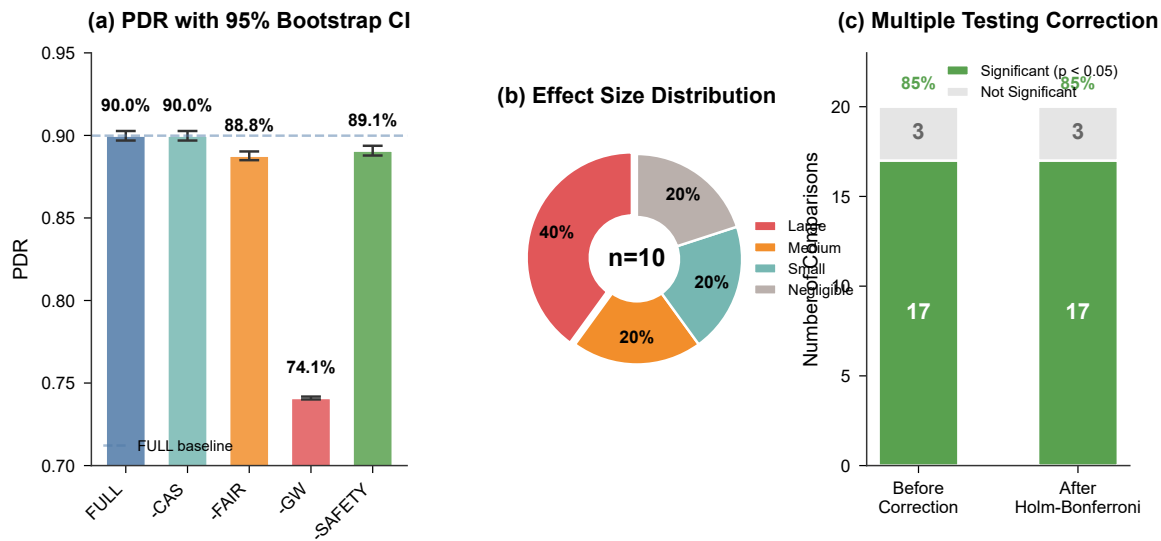 (a) PDR with 95% Bootstrap CI
0.95
0.90
0.85
0.80
0.75
0.70
PDR
90.0%
90.0%
88.8%
74.1%
89.1%
FULL baseline
FULL
-CAS
-FAIR
-GW
-SAFETY
(b) Effect Size Distribution
40%
20%
20%
20%
n=10
Large
Medium
Small
Negligible
(c) Multiple Testing Correction
Number of Comparisons
20
15
10
5
0
Significant (p < 0.05)
Not Significant
85%
85%
3
3
17
17
Before
Correction
After
Holm-Bonferroni